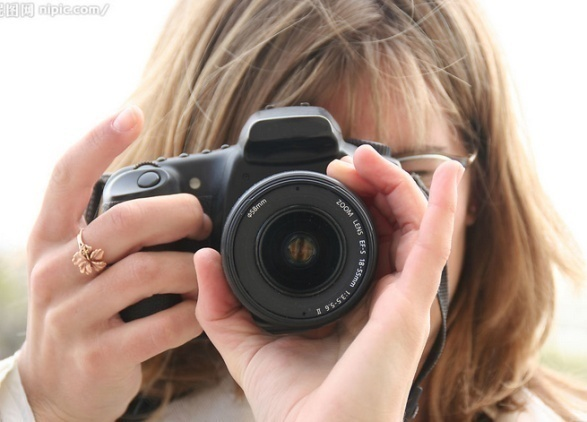 图网 nipic.com/
ø58mm
ZOOM LENS EF-S 18-55mm 1:3.5-5.6 II